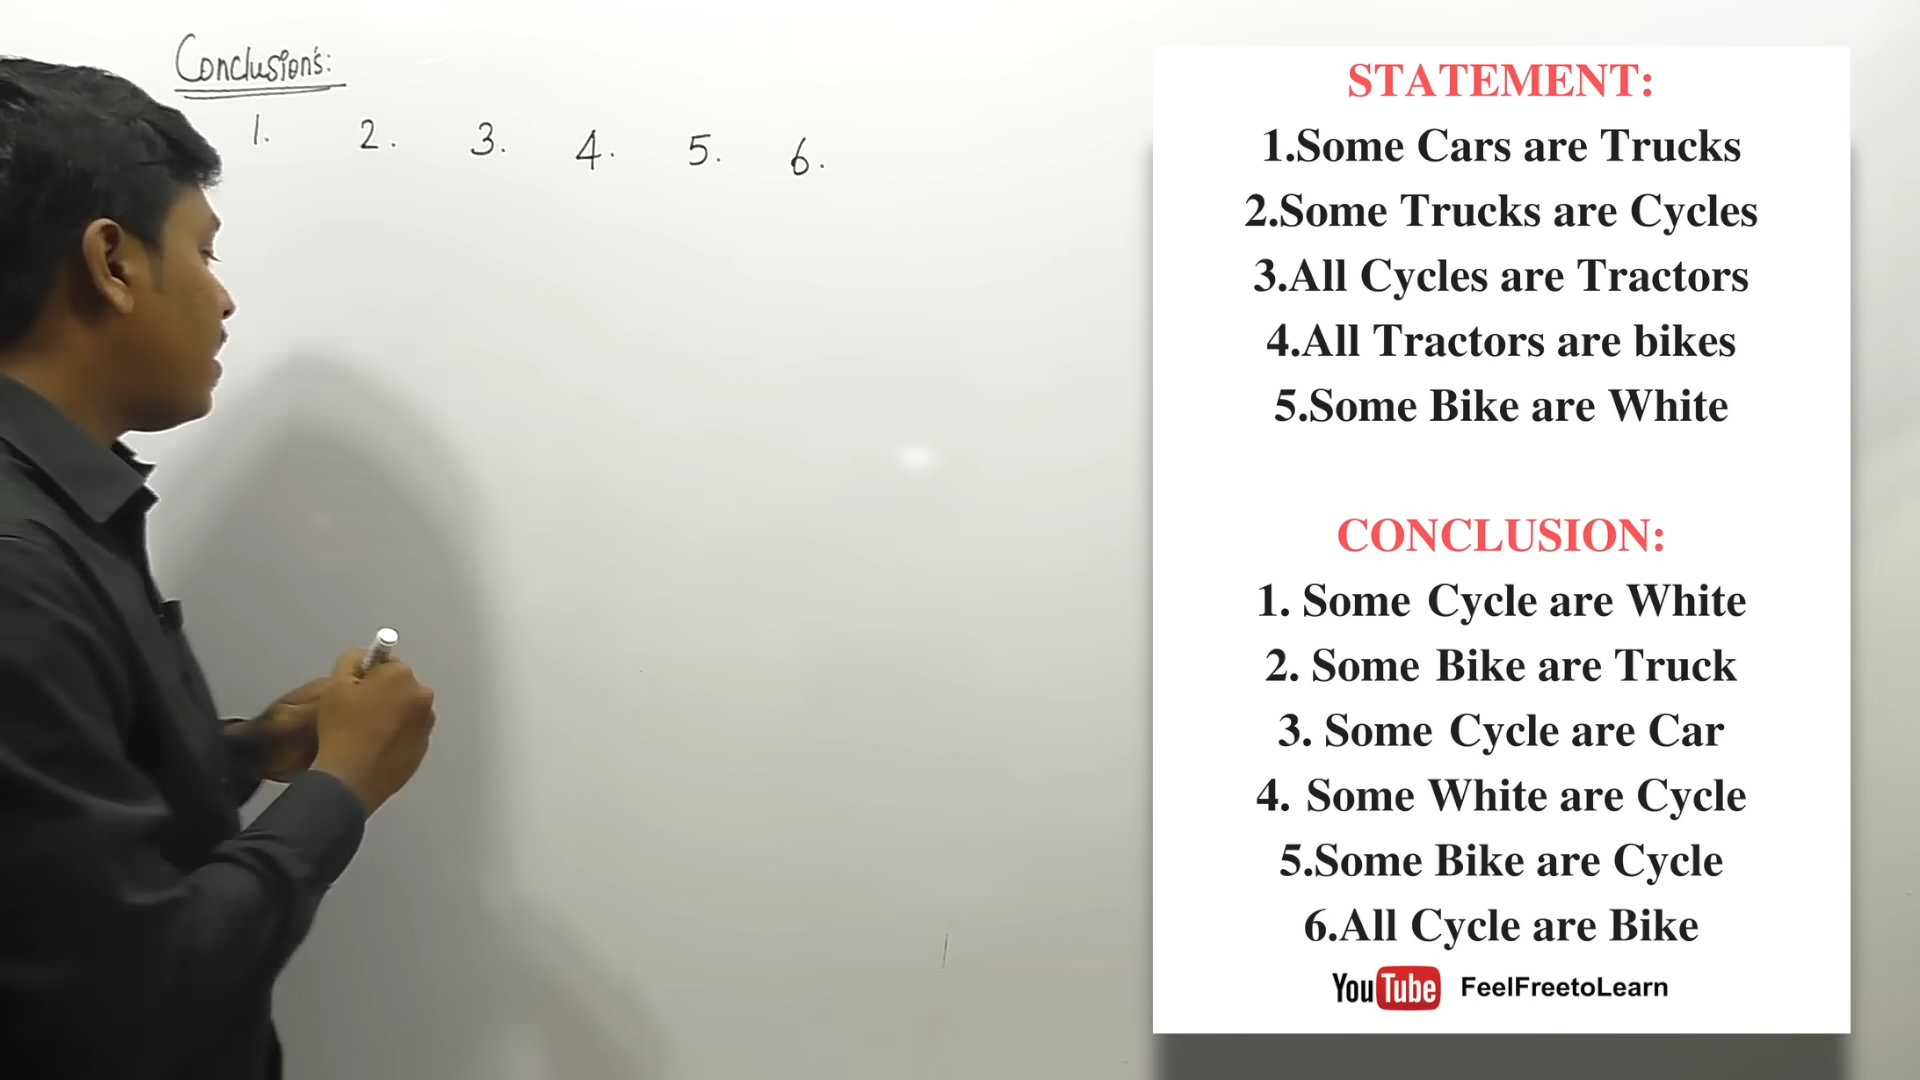 Conclusion's:
1. 2. 3. 4. 5. 6.
STATEMENT:
1.Some Cars are Trucks
2.Some Trucks are Cycles
3.All Cycles are Tractors
4.All Tractors are bikes
5.Some Bike are White
CONCLUSION:
1. Some Cycle are White
2. Some Bike are Truck
3. Some Cycle are Car
4. Some White are Cycle
5.Some Bike are Cycle
6.All Cycle are Bike
YouTube FeelFreetoLearn